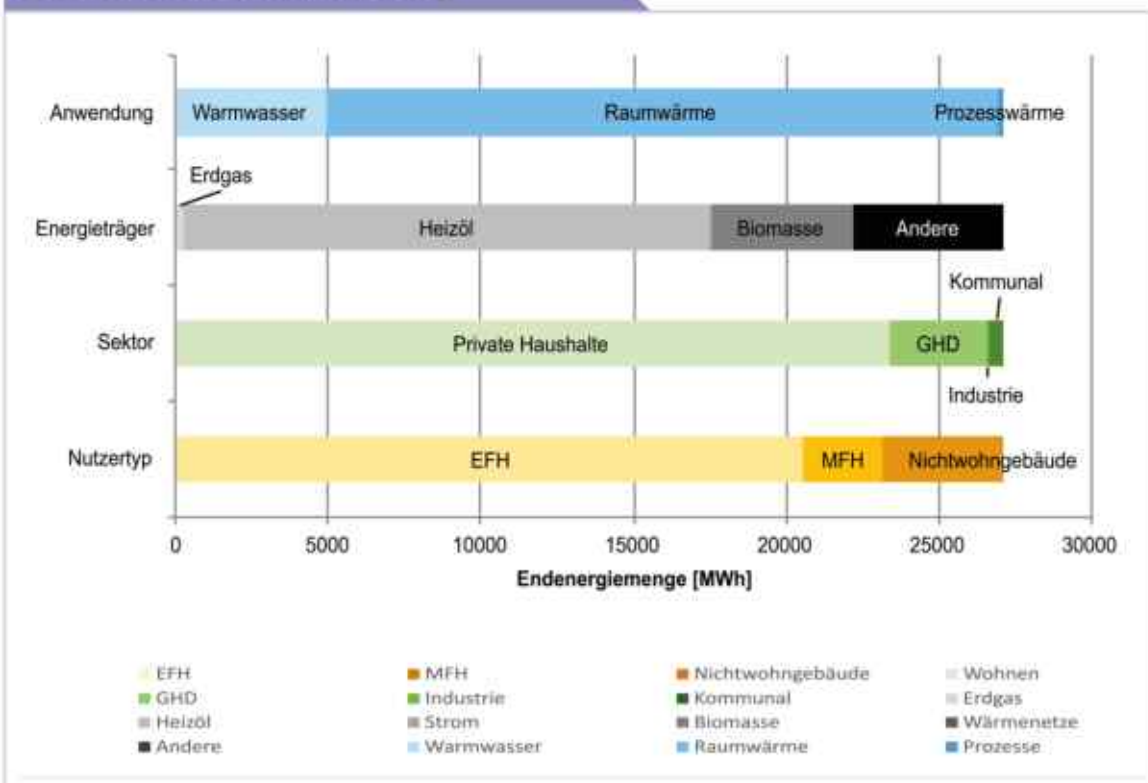 Anwendung
Warmwasser
Raumwärme
Prozesswärme
Erdgas
Energieträger
Heizöl
Biomasse
Andere
Kommunal
Sektor
Private Haushalte
GHD
Industrie
Nutzertyp
EFH
MFH
Nichtwohngebäude
0 5000 10000 15000 20000 25000 30000
Endenergiemenge [MWh]
EFH MFH Nichtwohngebäude Wohnen
GHD Industrie Kommunal Erdgas
Heizöl Strom Biomasse Wärmenetze
Andere Warmwasser Raumwärme Prozesse